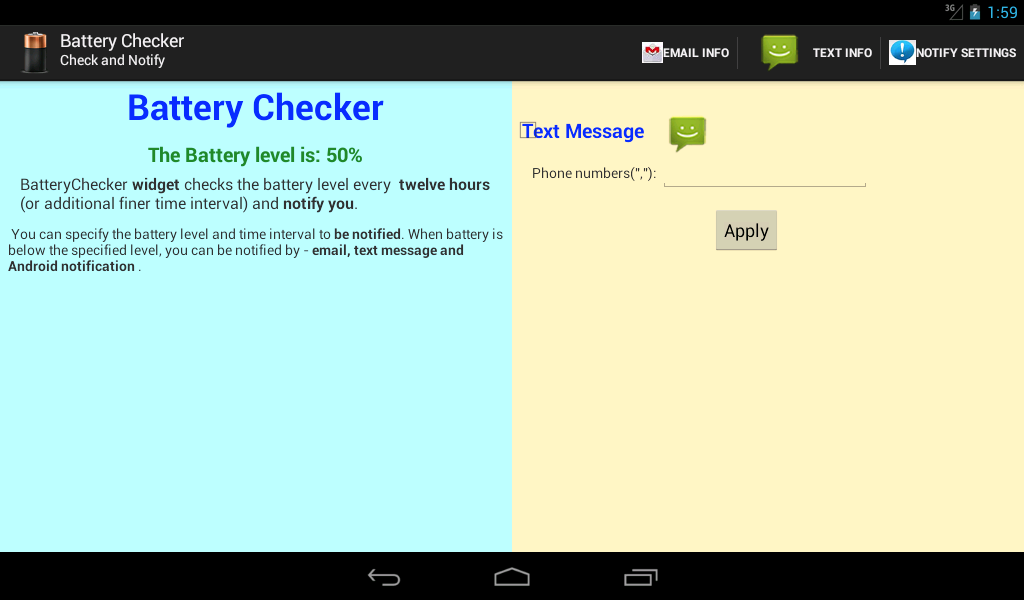 3G 1:59
Battery Checker
Check and Notify
EMAIL INFO
TEXT INFO
NOTIFY SETTINGS
Battery Checker
The Battery level is: 50%
BatteryChecker widget checks the battery level every twelve hours
(or additional finer time interval) and notify you.
You can specify the battery level and time interval to be notified. When battery is
below the specified level, you can be notified by - email, text message and
Android notification .
Text Message
Phone numbers(","):
Apply